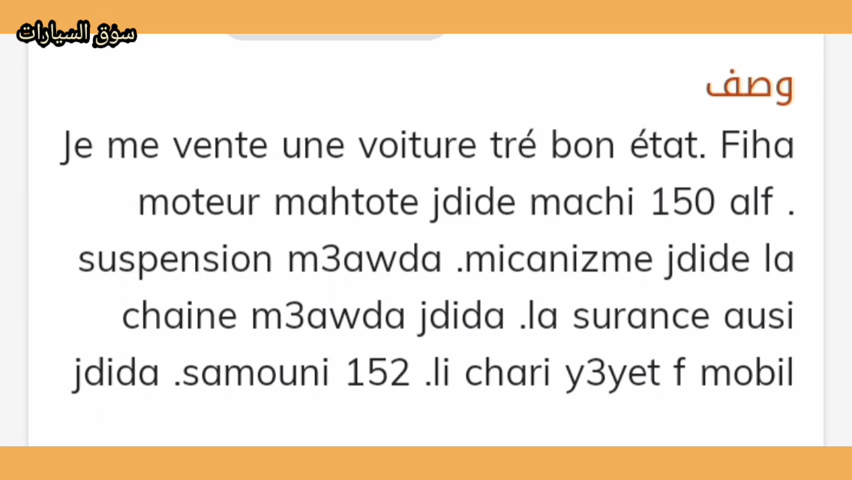 سوق السيارات
وصف
Je me vente une voiture tré bon état. Fiha
moteur mahtote jdide machi 150 alf .
suspension m3awda .micanizme jdide la
chaine m3awda jdida .la surance ausi
jdida .samouni 152 .li chari y3yet f mobil